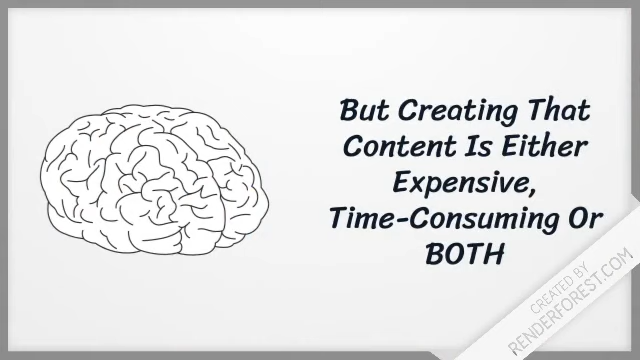 But Creating That
Content Is Either
Expensive,
Time-Consuming Or
BOTH
CREATED BY
RENDERFOREST.COM